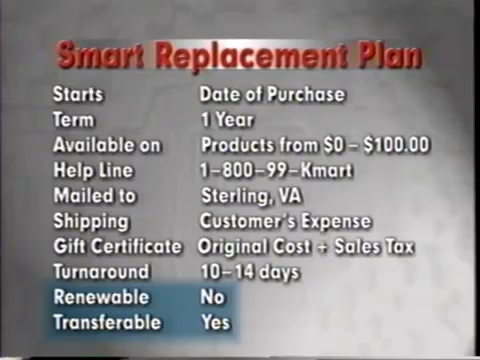 Smart Replacement Plan
Starts Date of Purchase
Term 1 Year
Available on Products from $0 – $100.00
Help Line 1–800–99–Kmart
Mailed to Sterling, VA
Shipping Customer's Expense
Gift Certificate Original Cost + Sales Tax
Turnaround 10–14 days
Renewable No
Transferable Yes